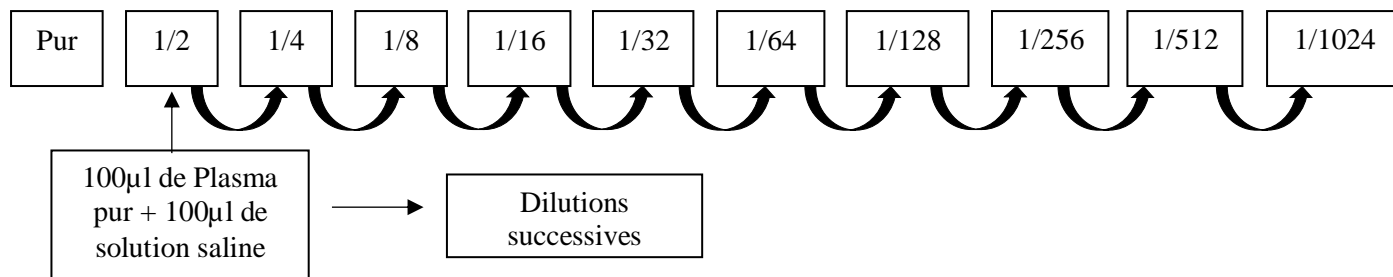 Pur 1/2 1/4 1/8 1/16 1/32 1/64 1/128 1/256 1/512 1/1024
100µl de Plasma
pur + 100µl de
solution saline
Dilutions
successives